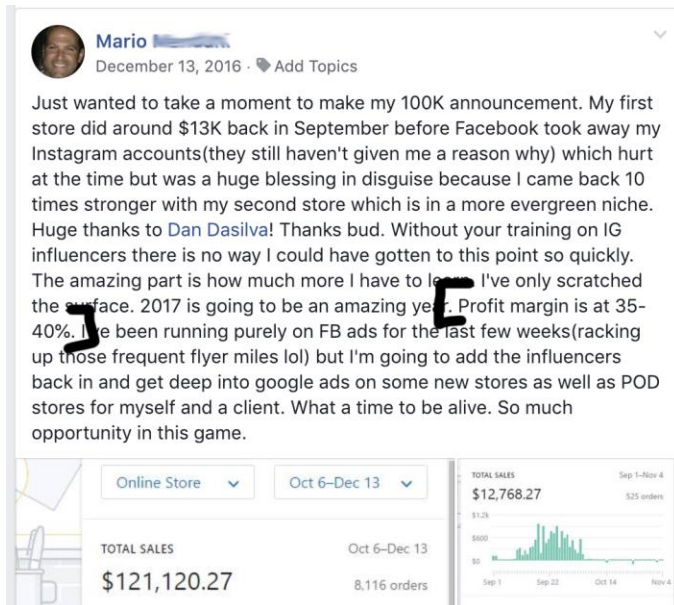 Mario
December 13, 2016 · Add Topics
Just wanted to take a moment to make my 100K announcement. My first
store did around $13K back in September before Facebook took away my
Instagram accounts(they still haven't given me a reason why) which hurt
at the time but was a huge blessing in disguise because I came back 10
times stronger with my second store which is in a more evergreen niche.
Huge thanks to Dan Dasilva! Thanks bud. Without your training on IG
influencers there is no way I could have gotten to this point so quickly.
The amazing part is how much more I have to learn. I've only scratched
the surface. 2017 is going to be an amazing year. Profit margin is at 35-
40%. I've been running purely on FB ads for the last few weeks(racking
up those frequent flyer miles lol) but I'm going to add the influencers
back in and get deep into google ads on some new stores as well as POD
stores for myself and a client. What a time to be alive. So much
opportunity in this game.
Online Store
Oct 6–Dec 13
TOTAL SALES
Oct 6–Dec 13
$121,120.27
8,116 orders
TOTAL SALES
Sep 1–Nov 4
$12,768.27
525 orders
$1.2k
$600
$0
Sep 1
Sep 22
Oct 14
Nov 4